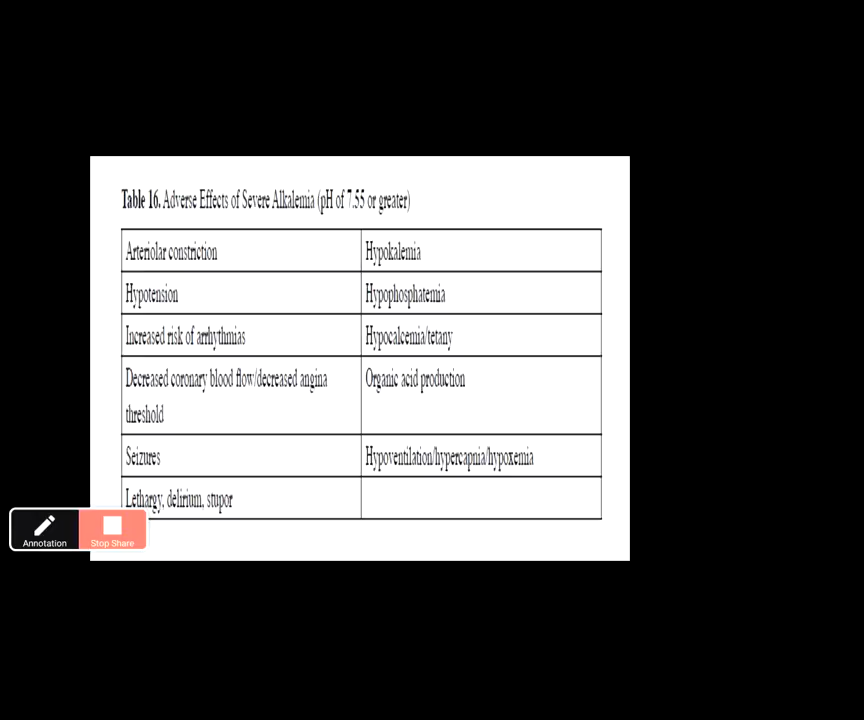 Table 16. Adverse Effects of Severe Alkalemia (pH of 7.55 or greater)
Arteriolar constriction
Hypokalemia
Hypotension
Hypophosphatemia
Increased risk of arrhythmias
Hypocalcemia/tetany
Decreased coronary blood flow/decreased angina
threshold
Organic acid production
Seizures
Hypoventilation/hypercapnia/hypoxemia
Lethargy, delirium, stupor
Annotation
Stop Share